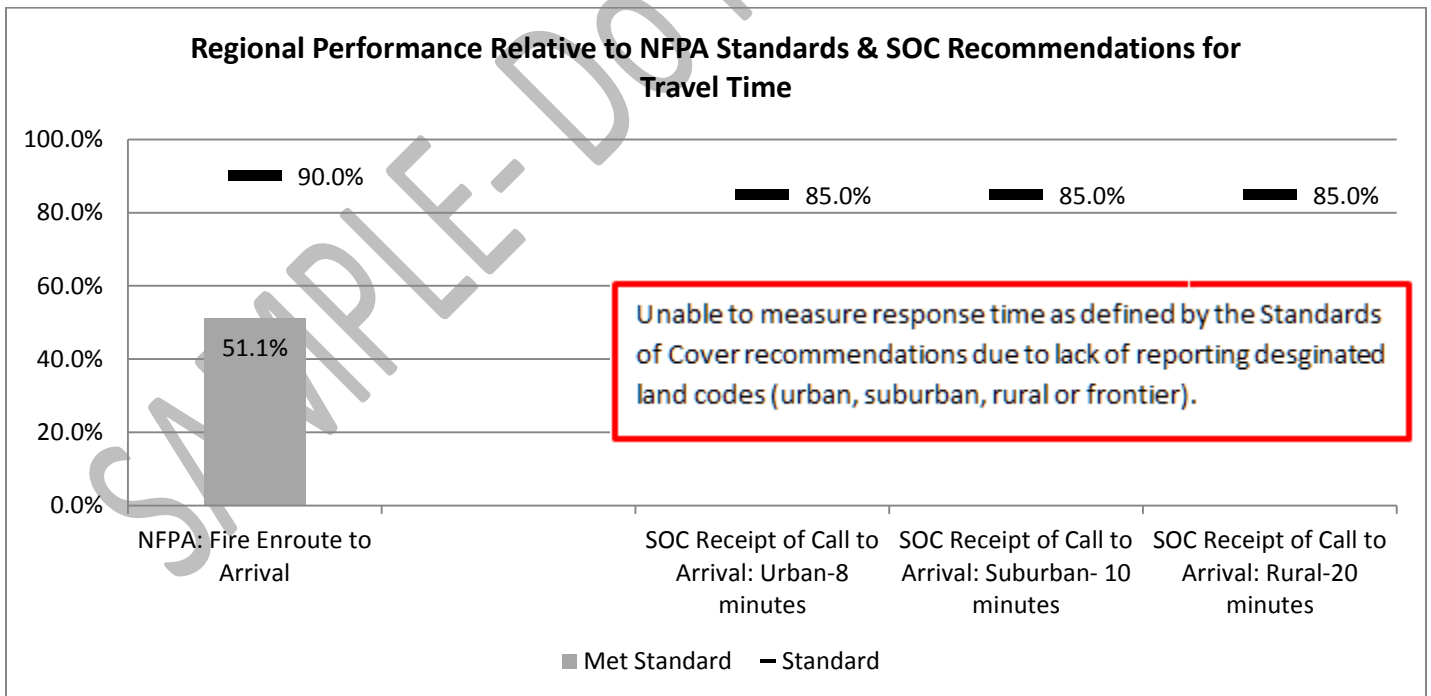 Regional Performance Relative to NFPA Standards & SOC Recommendations for
Travel Time
100.0%
80.0%
60.0%
40.0%
20.0%
0.0%
90.0%
85.0%
85.0%
85.0%
51.1%
Unable to measure response time as defined by the Standards
of Cover recommendations due to lack of reporting desginated
land codes (urban, suburban, rural or frontier).
NFPA: Fire Enroute to
Arrival
SOC Receipt of Call to
Arrival: Urban-8
minutes
SOC Receipt of Call to
Arrival: Suburban- 10
minutes
SOC Receipt of Call to
Arrival: Rural-20
minutes
Met Standard
Standard
SAMPLE- Do